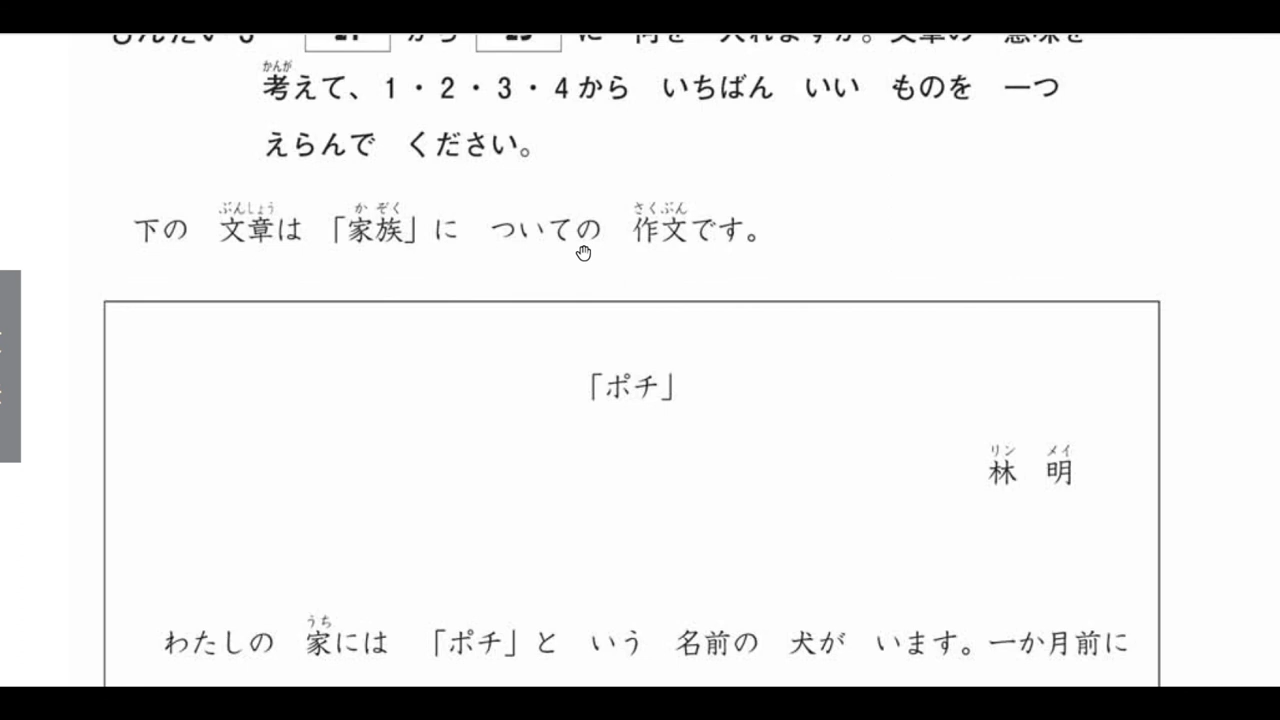 考えて、1・2・3・4から いちばん いい ものを 一つ
えらんで ください。
下の 文章は 「家族」に ついての 作文です。
「ポチ」
林 明
わたしの 家には 「ポチ」と いう 名前の 犬が います。一か月前に